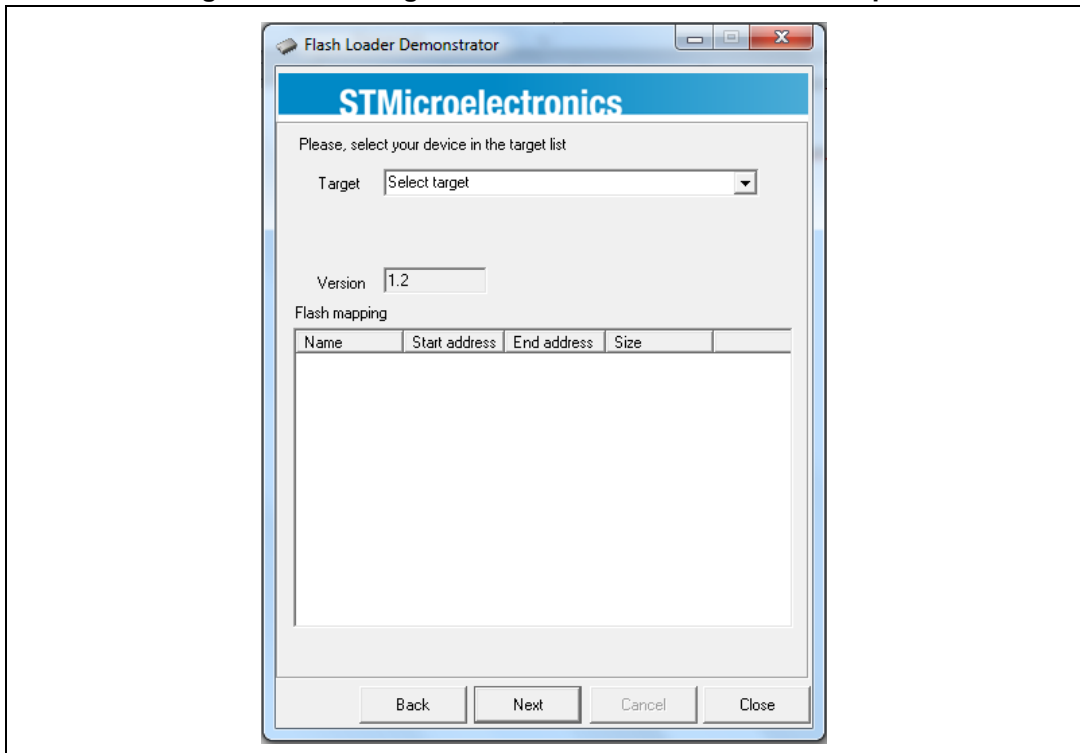 Flash Loader Demonstrator
STMicroelectronics
Please, select your device in the target list
Target Select target
Version 1.2
Flash mapping
Name Start address End address Size
Back Next Cancel Close